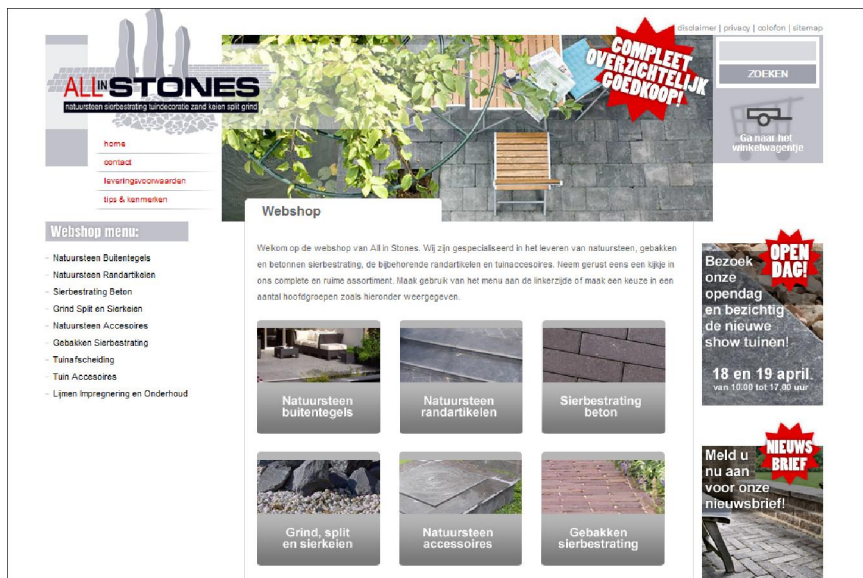 disclaimer | privacy | colofon | sitemap
COMPLEET
OVERZICHTELIJK
GOEDKOOP!
ZOEKEN
Ga naar het
winkelwagentje
ALL IN STONES
natuursteen sierbestrating tuindecoratie zand keien split grind
home
contact
leveringsvoorwaarden
tips & kenmerken
Webshop menu:
- Natuursteen Buitentegels
- Natuursteen Randartikelen
- Sierbestrating Beton
- Grind Split en Sierkeien
- Natuursteen Accesoires
- Gebakken Sierbestrating
- Tuinafscheiding
- Tuin Accesoires
- Lijmen Impregnering en Onderhoud
Webshop
Welkom op de webshop van All in Stones. Wij zijn gespecialiseerd in het leveren van natuursteen, gebakken
en betonnen sierbestrating, de bijbehorende randartikelen en tuinaccesoires. Neem gerust eens een kijkje in
ons complete en ruime assortiment. Maak gebruik van het menu aan de linkerzijde of maak een keuze in een
aantal hoofdgroepen zoals hieronder weergegeven.
Natuursteen
buitentegels
Natuursteen
randartikelen
Sierbestrating
beton
Grind, split
en sierkeien
Natuursteen
accessoires
Gebakken
sierbestrating
OPEN
DAG!
Bezoek
onze
opendag
en bezichtig
de nieuwe
show tuinen!
18 en 19 april
van 10.00 tot 17.00 uur
NIEUWS
BRIEF
Meld u
nu aan
voor onze
nieuwsbrief!